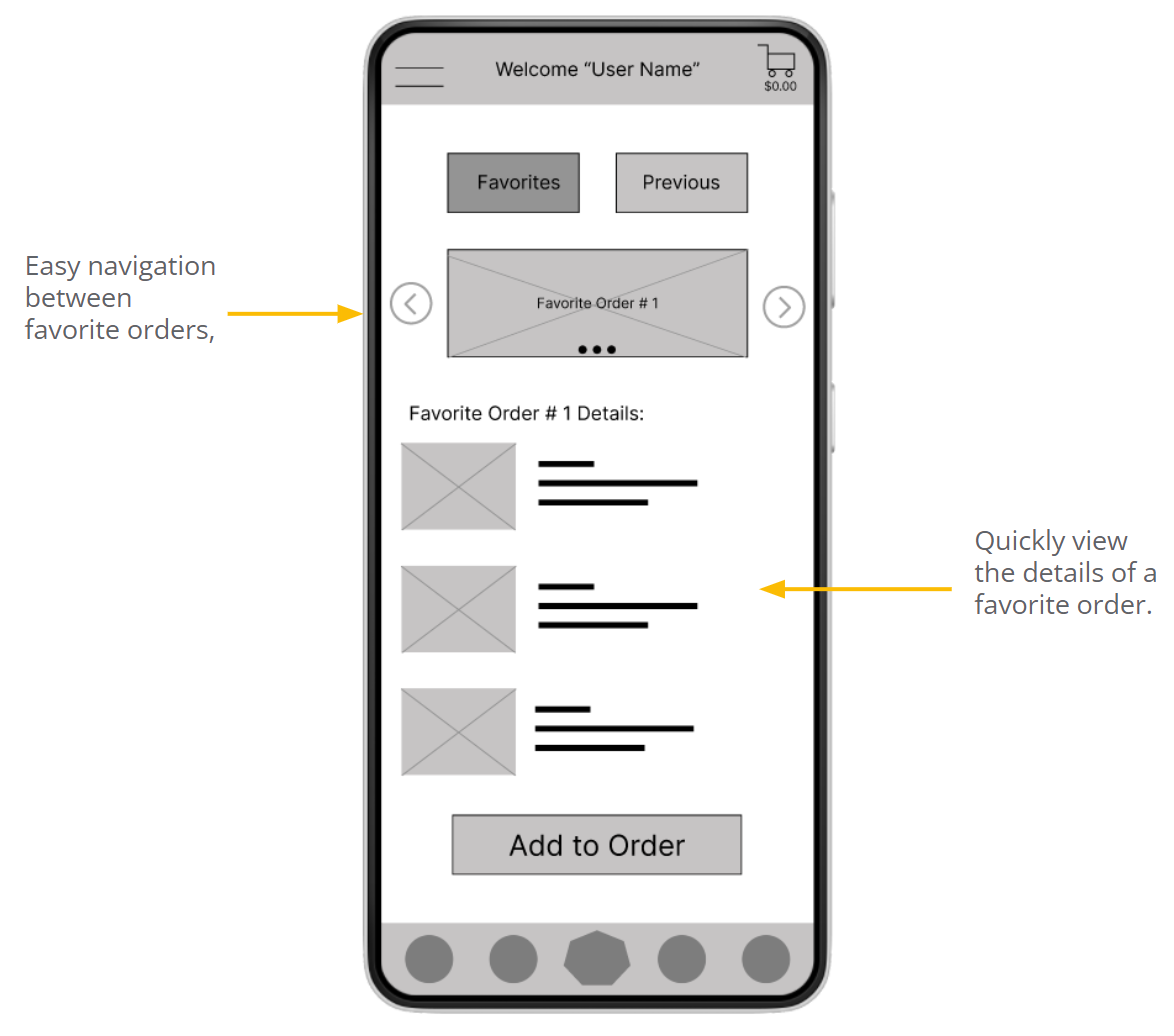 Welcome “User Name”
$0.00
Favorites
Previous
Easy navigation
between
favorite orders,
Favorite Order # 1
Favorite Order # 1 Details:
Quickly view
the details of a
favorite order.
Add to Order